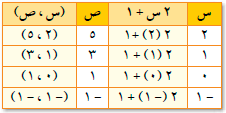 س ٢ س + ١ ص (س ، ص)
٢ ٢ (٢) + ١ ٥ (٢ ، ٥)
١ ٢ (١) + ١ ٣ (١ ، ٣)
٠ ٢ (٠) + ١ ١ (٠ ، ١)
-١ ٢ (-١) + ١ -١ (-١ ، -١)